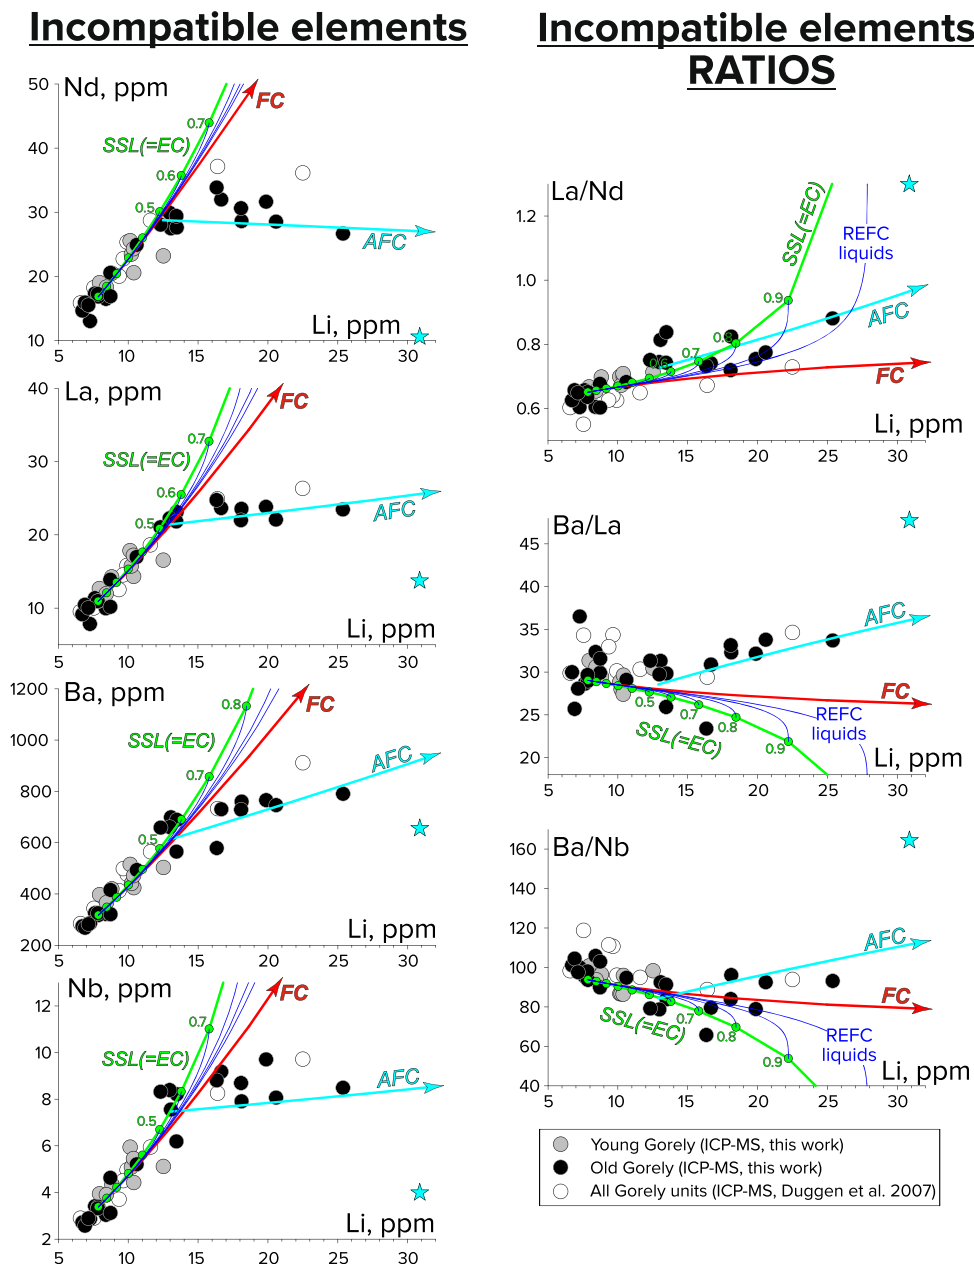 Incompatible elements
Nd, ppm
50
40
30
20
10
FC
SSL(=EC)
0.7
0.6
0.5
AFC
Li, ppm
5
10
15
20
25
30
La, ppm
40
30
20
10
FC
SSL(=EC)
0.7
0.6
0.5
AFC
Li, ppm
5
10
15
20
25
30
Ba, ppm
1200
1000
800
600
400
200
0.8
FC
SSL(=EC)
0.7
0.5
AFC
Li, ppm
5
10
15
20
25
30
Nb, ppm
12
10
8
6
4
2
FC
0.7
SSL(=EC)
0.5
AFC
Li, ppm
5
10
15
20
25
30
Incompatible elements
RATIOS
La/Nd
1.2
1.0
0.8
0.6
SSL(=EC)
REFC
liquids
0.9
0.8
0.7
0.6
AFC
FC
Li, ppm
5
10
15
20
25
30
Ba/La
45
40
35
30
25
20
AFC
FC
0.5
0.7
0.8
0.9
SSL(=EC)
REFC
liquids
Li, ppm
5
10
15
20
25
30
Ba/Nb
160
140
120
100
80
60
40
AFC
FC
SSL(=EC)
0.7
0.8
0.9
REFC
liquids
Li, ppm
5
10
15
20
25
30
Young Gorely (ICP-MS, this work)
Old Gorely (ICP-MS, this work)
All Gorely units (ICP-MS, Duggen et al. 2007)